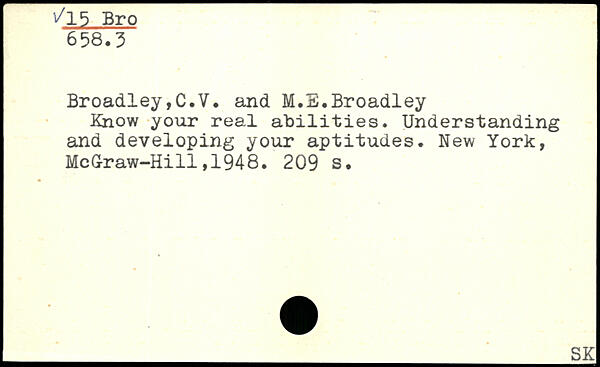 √15 Bro
658.3
Broadley,C.V. and M.E.Broadley
Know your real abilities. Understanding
and developing your aptitudes. New York,
McGraw-Hill,1948. 209 s.
SK